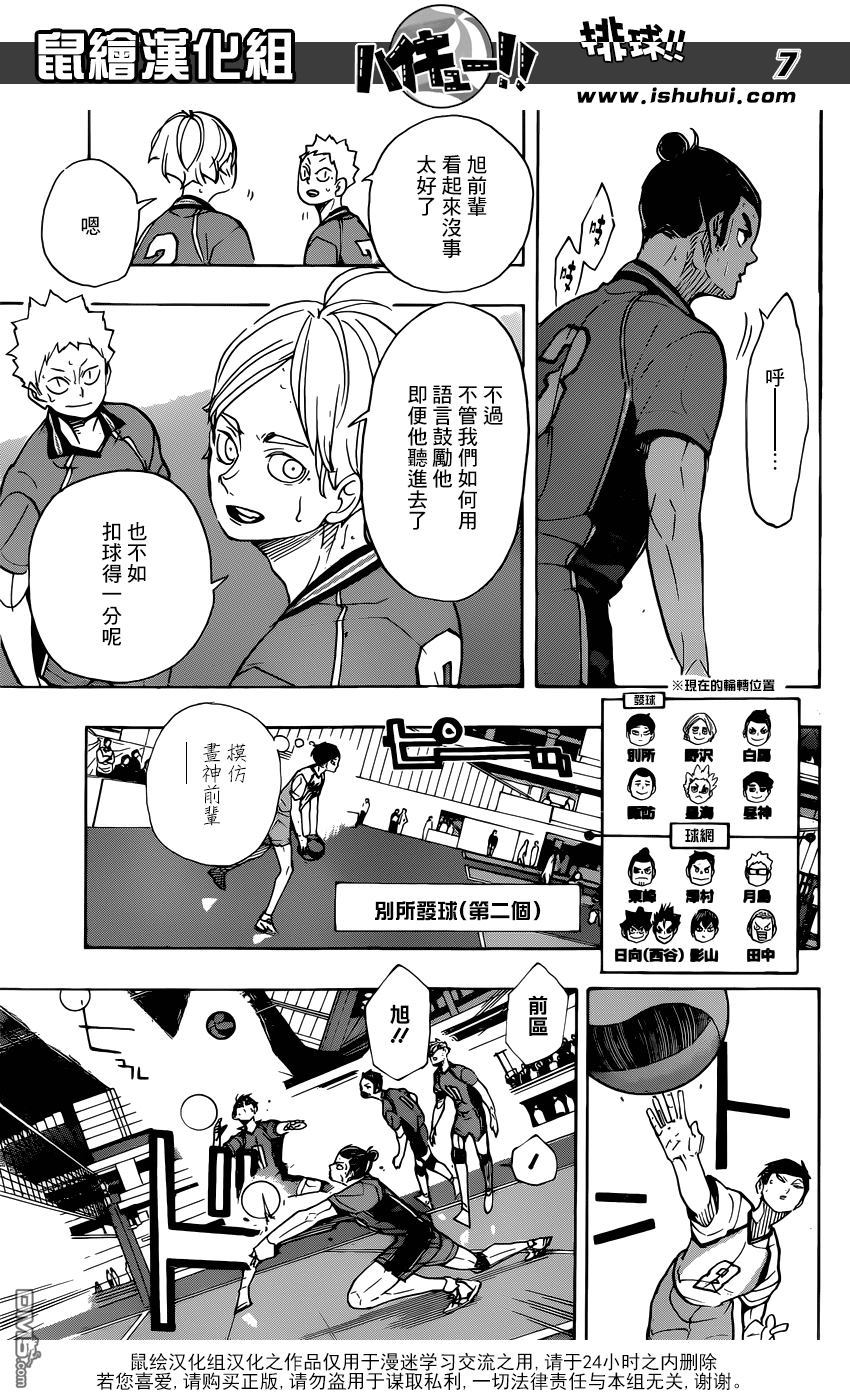 鼠繪漢化組
ハイキュー!!
排球!!
7
www.ishuhui.com
呼——…
旭前輩
看起來沒事
太好了
嗯
不過
不管我們如何用
語言鼓勵他
即便他聽進去了
也不如
扣球得一分呢
※現在的輪轉位置
發球
別所
野沢
白馬
諏訪
星海
昼神
球網
東峰
澤村
月島
日向(西谷)
影山
田中
模仿
晝神前輩
——
別所發球(第二個)
前區
旭!!
鼠绘汉化组汉化之作品仅用于漫迷学习交流之用, 请于24小时之内删除
若您喜爱, 请购买正版, 请勿用于谋取私利, 一切法律责任与本组无关, 谢谢。